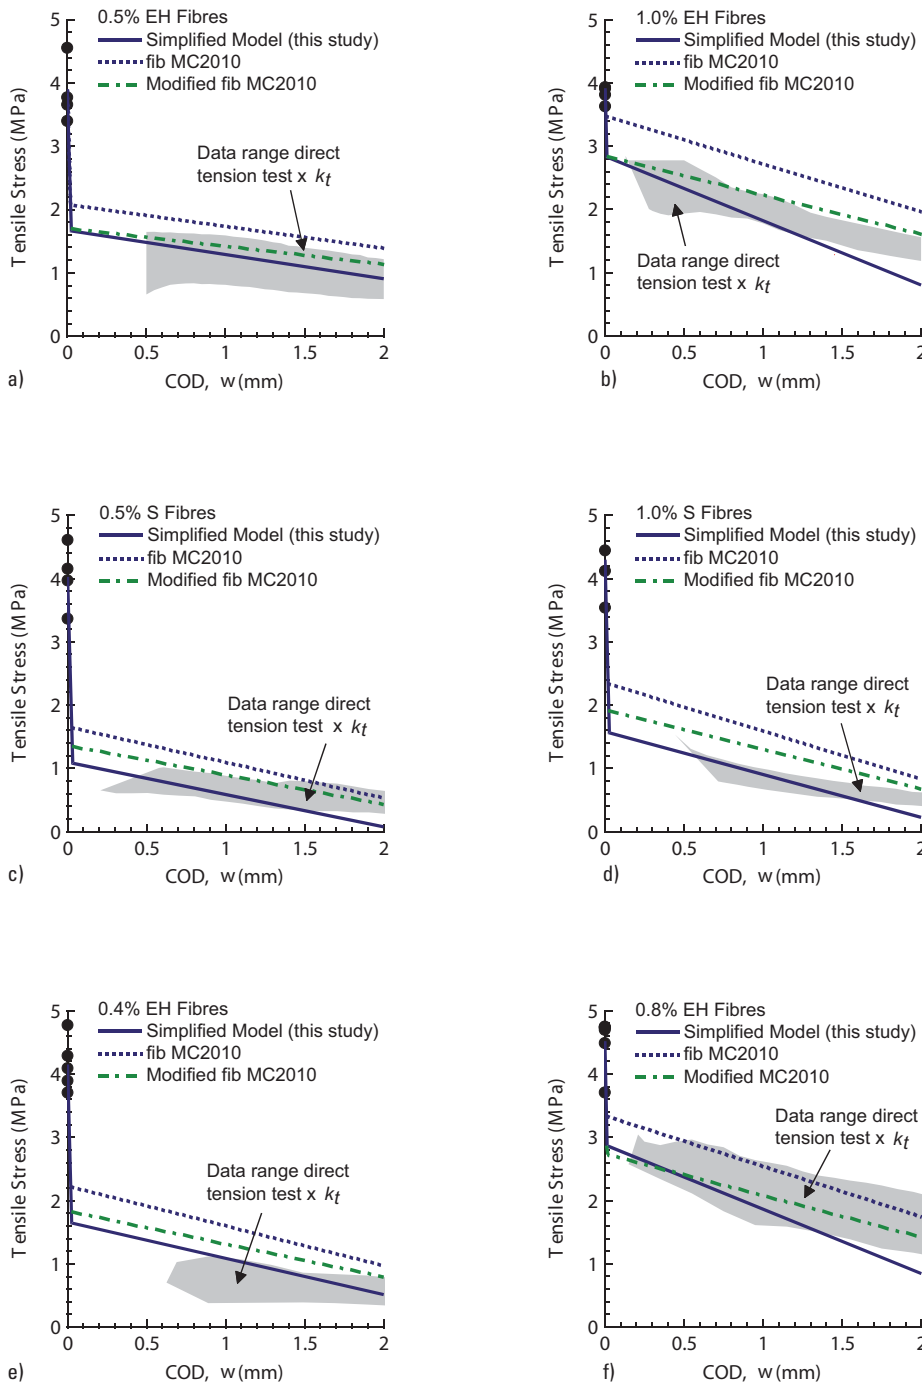 0.5% EH Fibres
Simplified Model (this study)
fib MC2010
Modified fib MC2010
Data range direct
tension test x kt
Tensile Stress (MPa)
5
4
3
2
1
0
0 0.5 1 1.5 2
COD, w (mm)
a)
1.0% EH Fibres
Simplified Model (this study)
fib MC2010
Modified fib MC2010
Data range direct
tension test x kt
Tensile Stress (MPa)
5
4
3
2
1
0
0 0.5 1 1.5 2
COD, w (mm)
b)
0.5% S Fibres
Simplified Model (this study)
fib MC2010
Modified fib MC2010
Data range direct
tension test x kt
Tensile Stress (MPa)
5
4
3
2
1
0
0 0.5 1 1.5 2
COD, w (mm)
c)
1.0% S Fibres
Simplified Model (this study)
fib MC2010
Modified fib MC2010
Data range direct
tension test x kt
Tensile Stress (MPa)
5
4
3
2
1
0
0 0.5 1 1.5 2
COD, w (mm)
d)
0.4% EH Fibres
Simplified Model (this study)
fib MC2010
Modified fib MC2010
Data range direct
tension test x kt
Tensile Stress (MPa)
5
4
3
2
1
0
0 0.5 1 1.5 2
COD, w (mm)
e)
0.8% EH Fibres
Simplified Model (this study)
fib MC2010
Modified MC2010
Data range direct
tension test x kt
Tensile Stress (MPa)
5
4
3
2
1
0
0 0.5 1 1.5 2
COD, w (mm)
f)